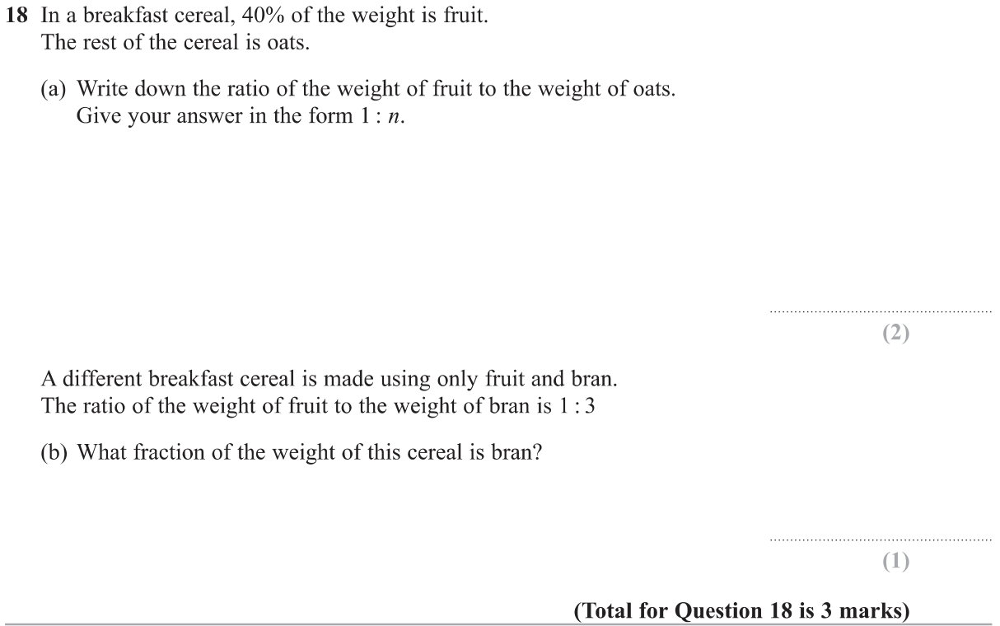 18 In a breakfast cereal, 40% of the weight is fruit.
The rest of the cereal is oats.
(a) Write down the ratio of the weight of fruit to the weight of oats.
Give your answer in the form 1 : n.
(2)
A different breakfast cereal is made using only fruit and bran.
The ratio of the weight of fruit to the weight of bran is 1 : 3
(b) What fraction of the weight of this cereal is bran?
(1)
(Total for Question 18 is 3 marks)